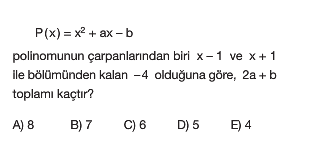 P(x) = x² + ax – b
polinomunun çarpanlarından biri x – 1 ve x + 1
ile bölümünden kalan –4 olduğuna göre, 2a + b
toplamı kaçtır?
A) 8 B) 7 C) 6 D) 5 E) 4